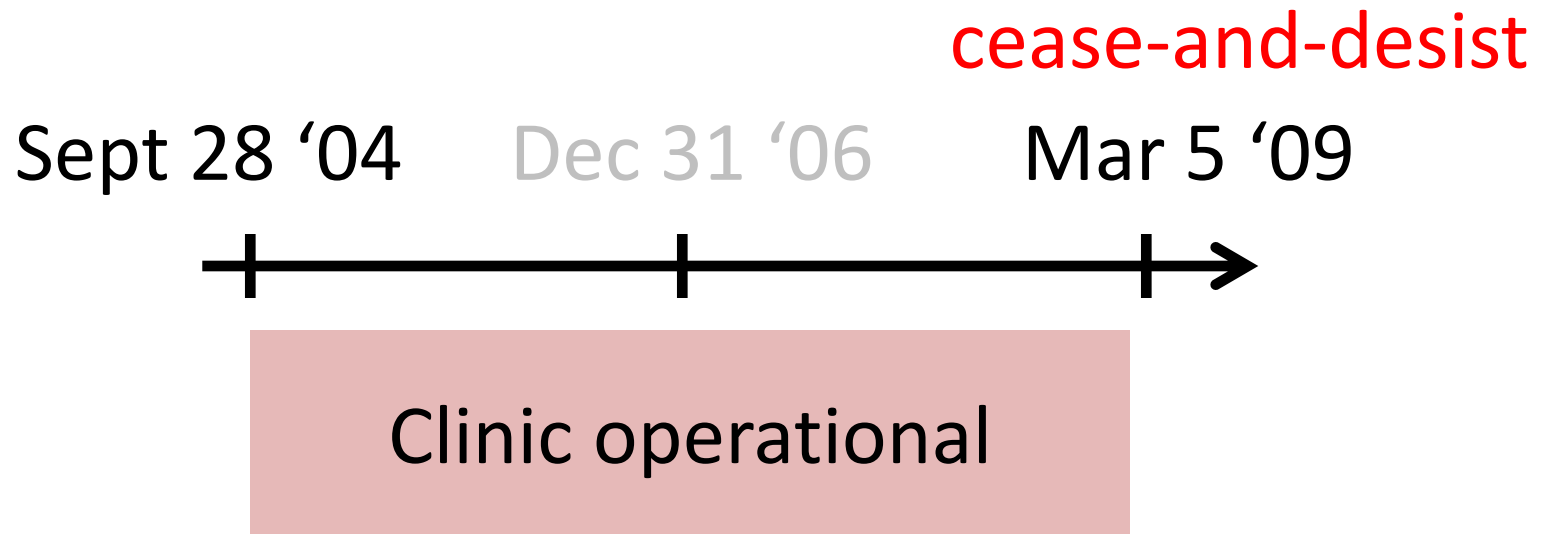 cease-and-desist
Sept 28 ‘04 Dec 31 ‘06 Mar 5 ‘09
Clinic operational